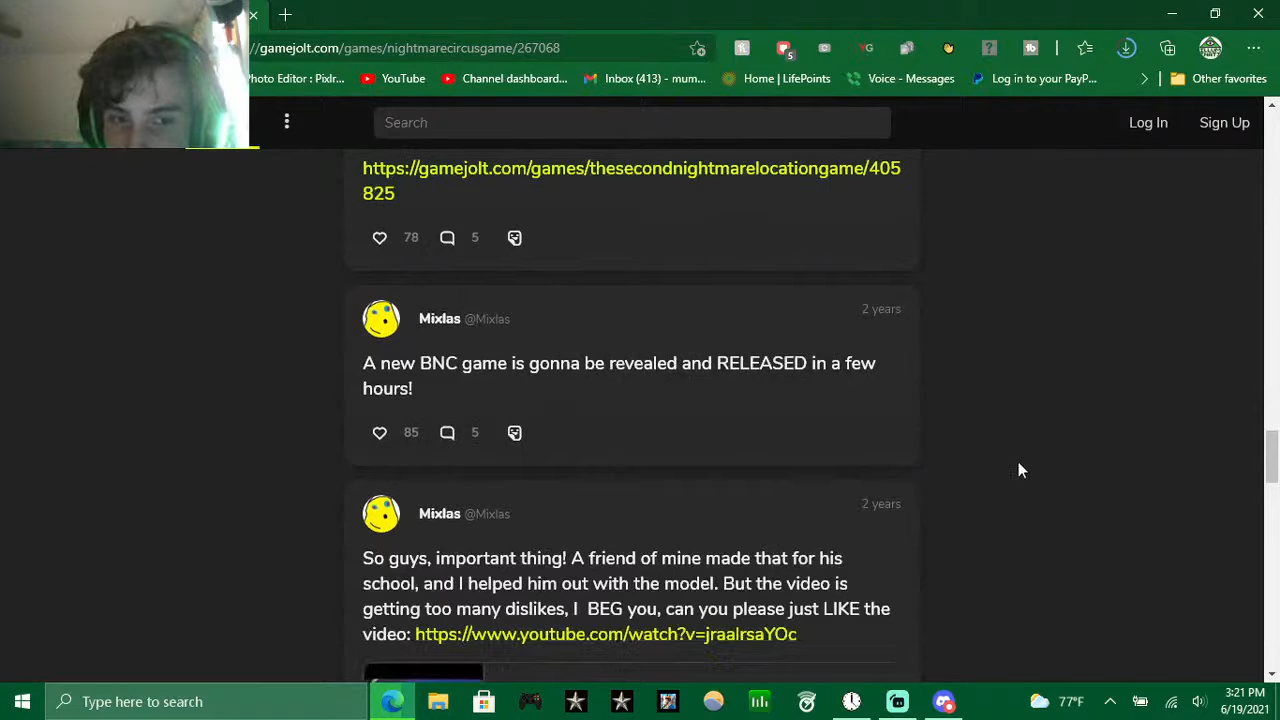 /gamejolt.com/games/nightmarecircusgame/267068
5
YG
tb
hoto Editor : Pixlr...
YouTube
Channel dashboard...
Inbox (413) - mum...
Home | LifePoints
Voice - Messages
Log in to your PayP...
Other favorites
Search
Log In
Sign Up
https://gamejolt.com/games/thesecondnightmarelocationgame/405
825
78
5
Mixlas @Mixlas
2 years
A new BNC game is gonna be revealed and RELEASED in a few
hours!
85
5
Mixlas @Mixlas
2 years
So guys, important thing! A friend of mine made that for his
school, and I helped him out with the model. But the video is
getting too many dislikes, I BEG you, can you please just LIKE the
video: https://www.youtube.com/watch?v=jraalrsaYOc
Type here to search
77°F
3:21 PM
6/19/2021